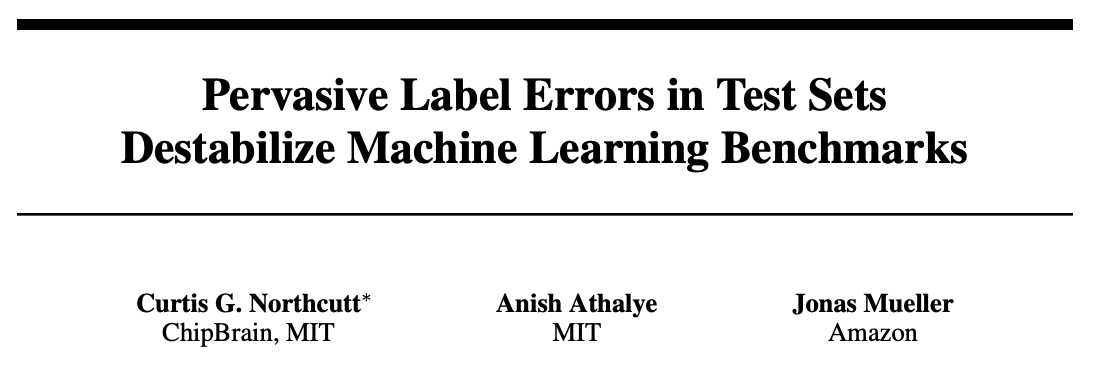 Pervasive Label Errors in Test Sets
Destabilize Machine Learning Benchmarks
Curtis G. Northcutt* Anish Athalye Jonas Mueller
ChipBrain, MIT MIT Amazon